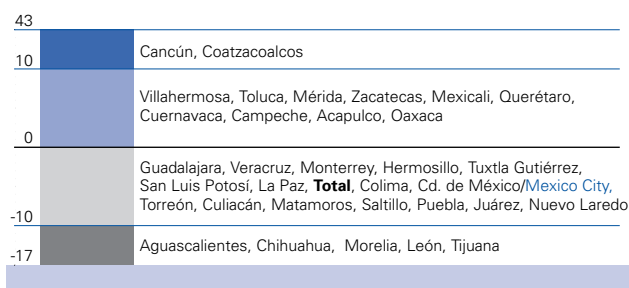 43
Cancún, Coatzacoalcos
10
Villahermosa, Toluca, Mérida, Zacatecas, Mexicali, Querétaro,
Cuernavaca, Campeche, Acapulco, Oaxaca
0
Guadalajara, Veracruz, Monterrey, Hermosillo, Tuxtla Gutiérrez,
San Luis Potosí, La Paz, Total, Colima, Cd. de México/Mexico City,
Torreón, Culiacán, Matamoros, Saltillo, Puebla, Juárez, Nuevo Laredo
-10
Aguascalientes, Chihuahua, Morelia, León, Tijuana
-17